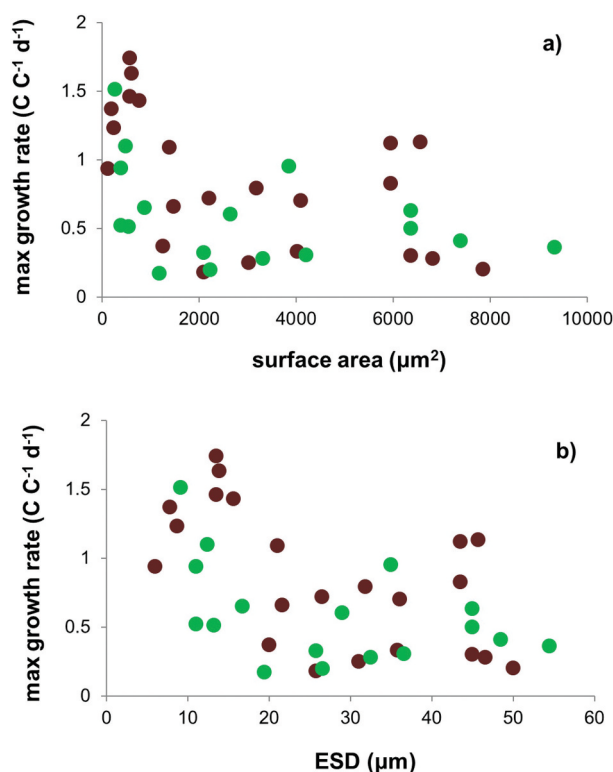 a)
max growth rate (C C⁻¹ d⁻¹)
2
1.5
1
0.5
0
0 2000 4000 6000 8000 10000
surface area (µm²)
b)
max growth rate (C C⁻¹ d⁻¹)
2
1.5
1
0.5
0
0 10 20 30 40 50 60
ESD (µm)